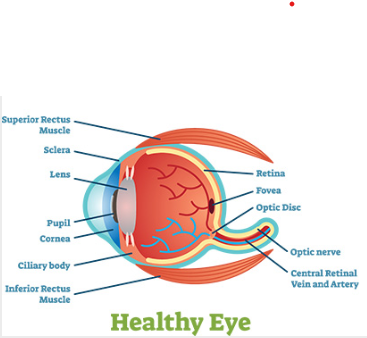 Superior Rectus
Muscle
Sclera
Lens
Pupil
Cornea
Ciliary body
Inferior Rectus
Muscle
Retina
Fovea
Optic Disc
Optic nerve
Central Retinal
Vein and Artery
Healthy Eye